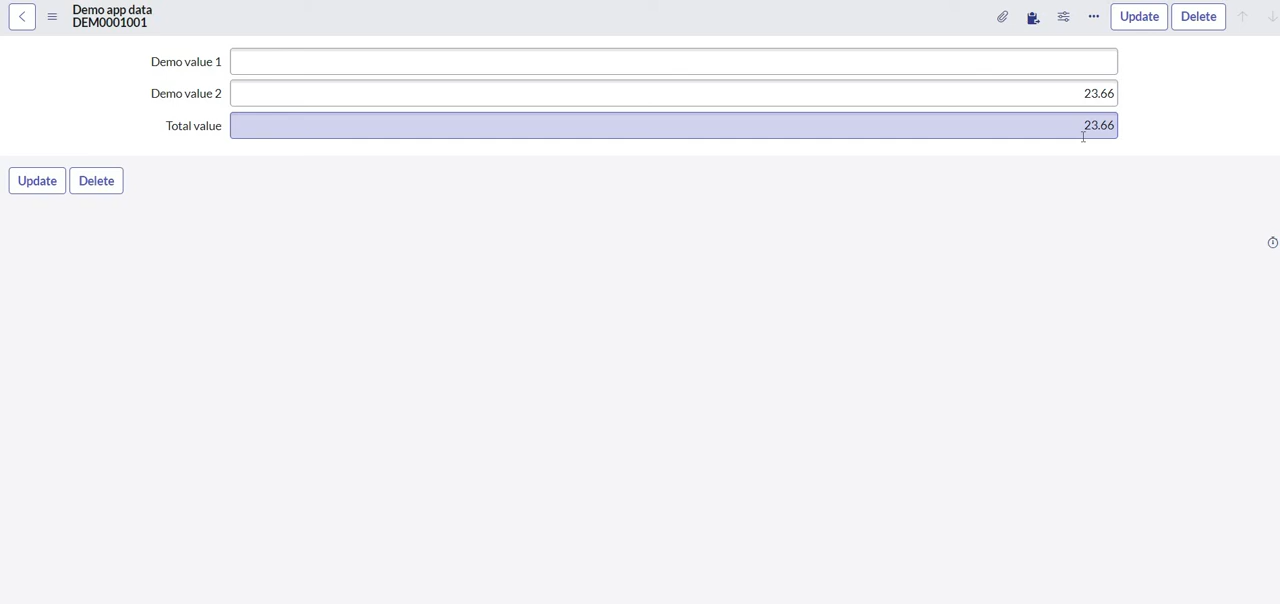 Demo app data
DEM0001001
Update Delete
Demo value 1
Demo value 2 23.66
Total value 23.66
Update Delete